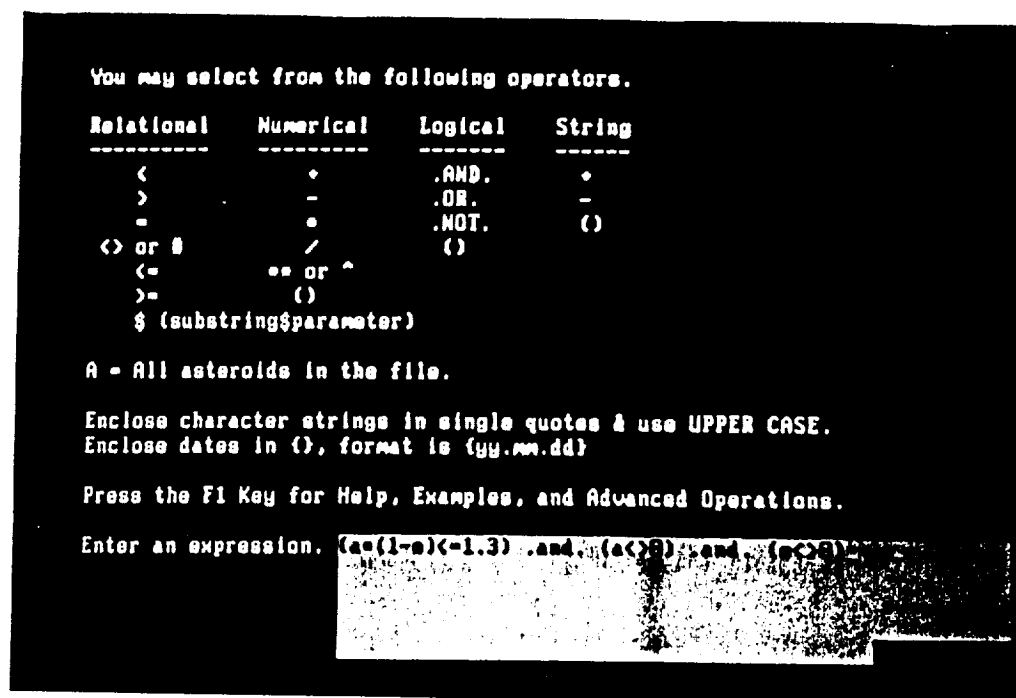 You may select from the following operators.
Relational Numerical Logical String
---------- --------- ------- ------
< + .AND. +
> - .OR. -
= * .NOT. ()
<> or # / ()
<= ** or ^
>= ()
$ (substring$parameter)
A = All asteroids in the file.
Enclose character strings in single quotes & use UPPER CASE.
Enclose dates in {}, format is {yy.mm.dd}
Press the F1 Key for Help, Examples, and Advanced Operations.
Enter an expression. (a*(1-e)<=1.3) .and. (a<>0) .and. (e<>0)